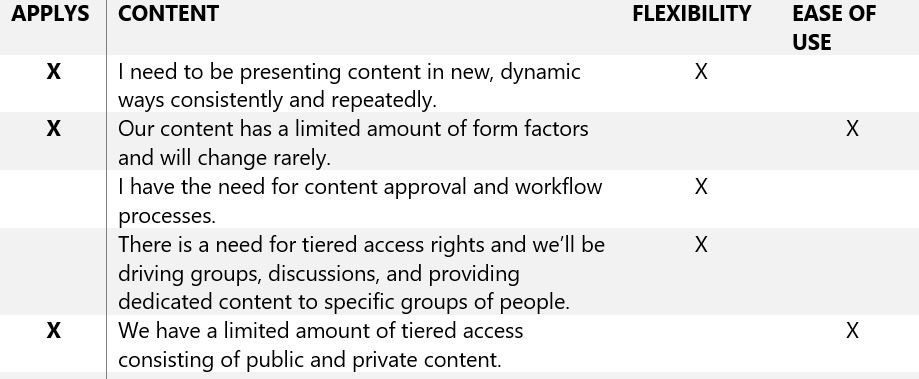 APPLYS CONTENT FLEXIBILITY EASE OF
USE
X I need to be presenting content in new, dynamic X
ways consistently and repeatedly.
X Our content has a limited amount of form factors X
and will change rarely.
I have the need for content approval and workflow X
processes.
There is a need for tiered access rights and we'll be X
driving groups, discussions, and providing
dedicated content to specific groups of people.
X We have a limited amount of tiered access X
consisting of public and private content.